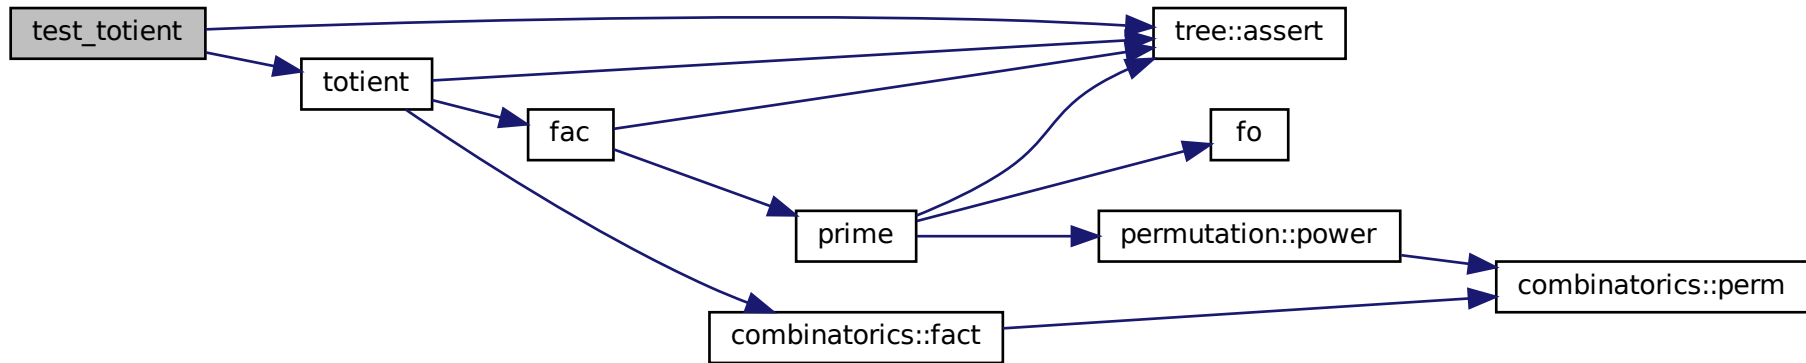 test_totient
tree::assert
totient
fac
fo
prime
permutation::power
combinatorics::perm
combinatorics::fact